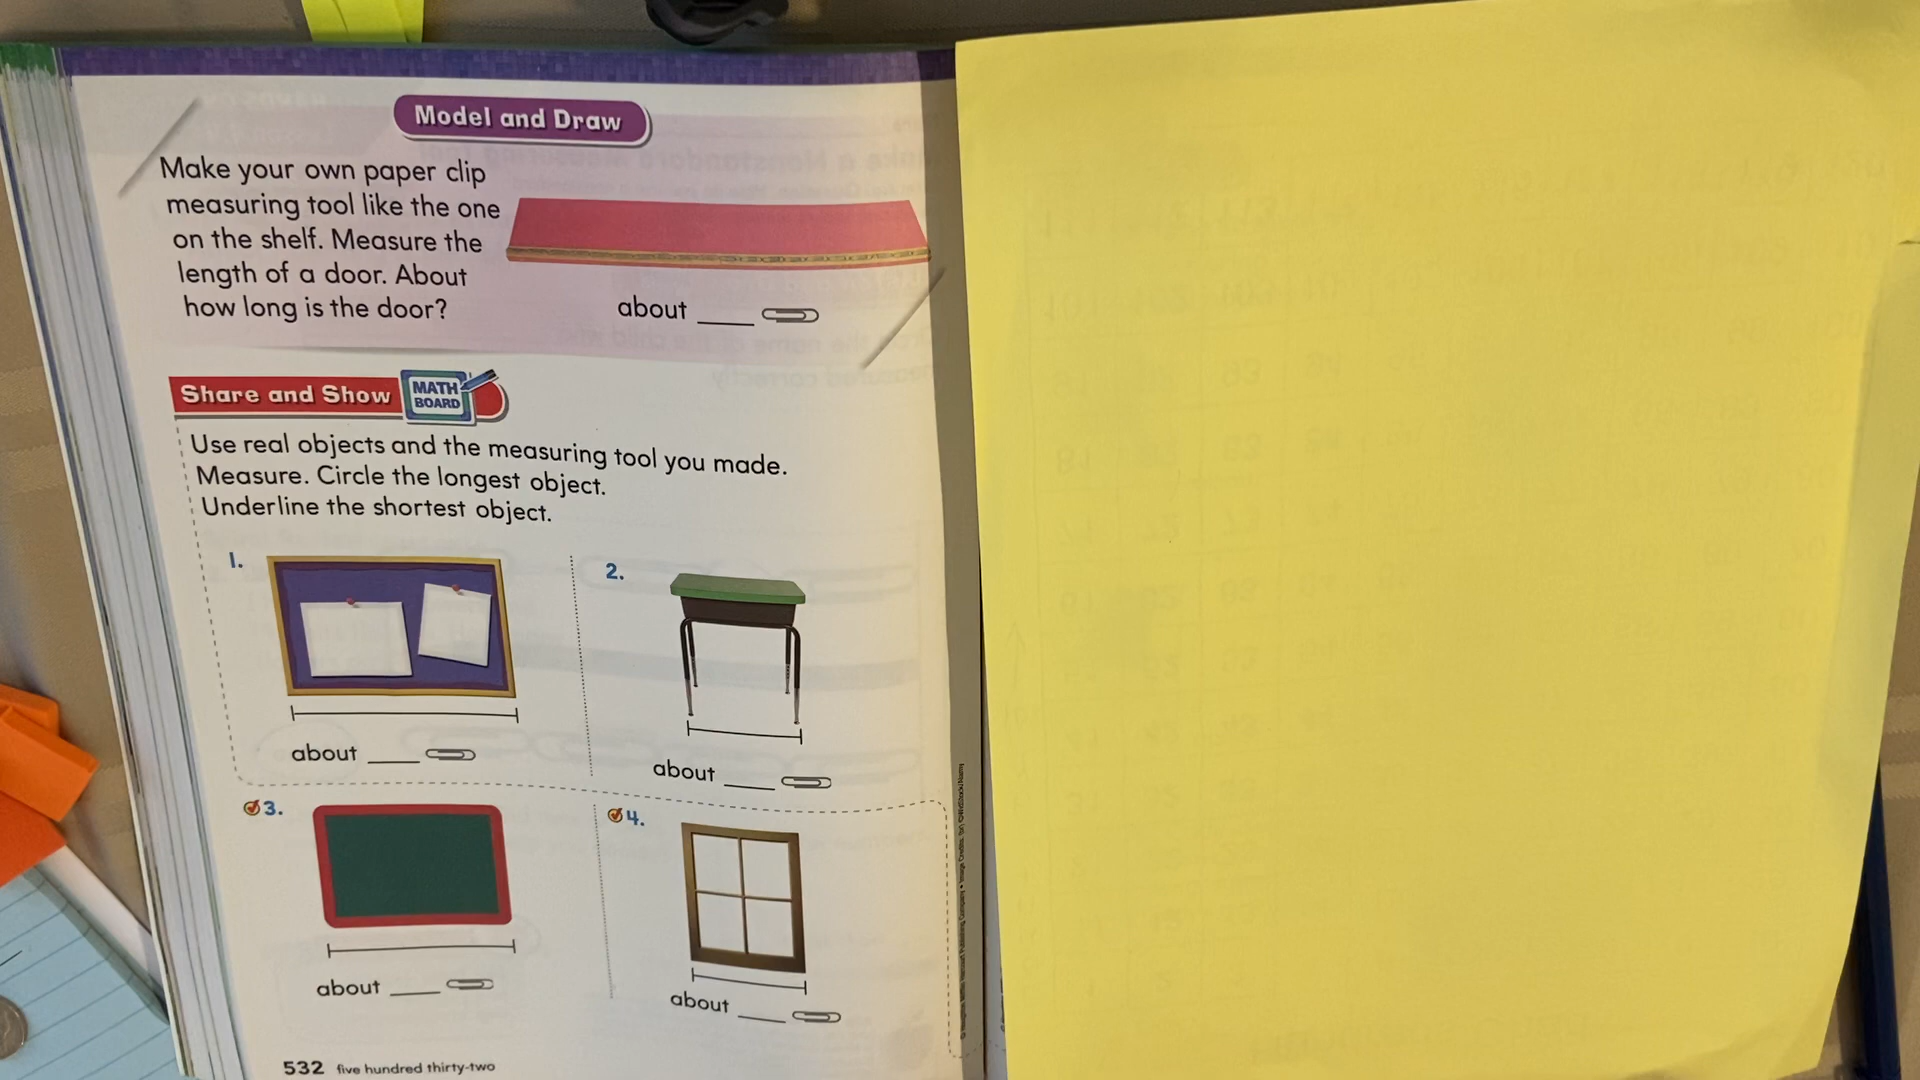 Model and Draw
Make your own paper clip
measuring tool like the one
on the shelf. Measure the
length of a door. About
how long is the door?
about ____
Share and Show
MATH
BOARD
Use real objects and the measuring tool you made.
Measure. Circle the longest object.
Underline the shortest object.
1.
about ____
2.
about ____
3.
about ____
4.
about ____
532 five hundred thirty-two